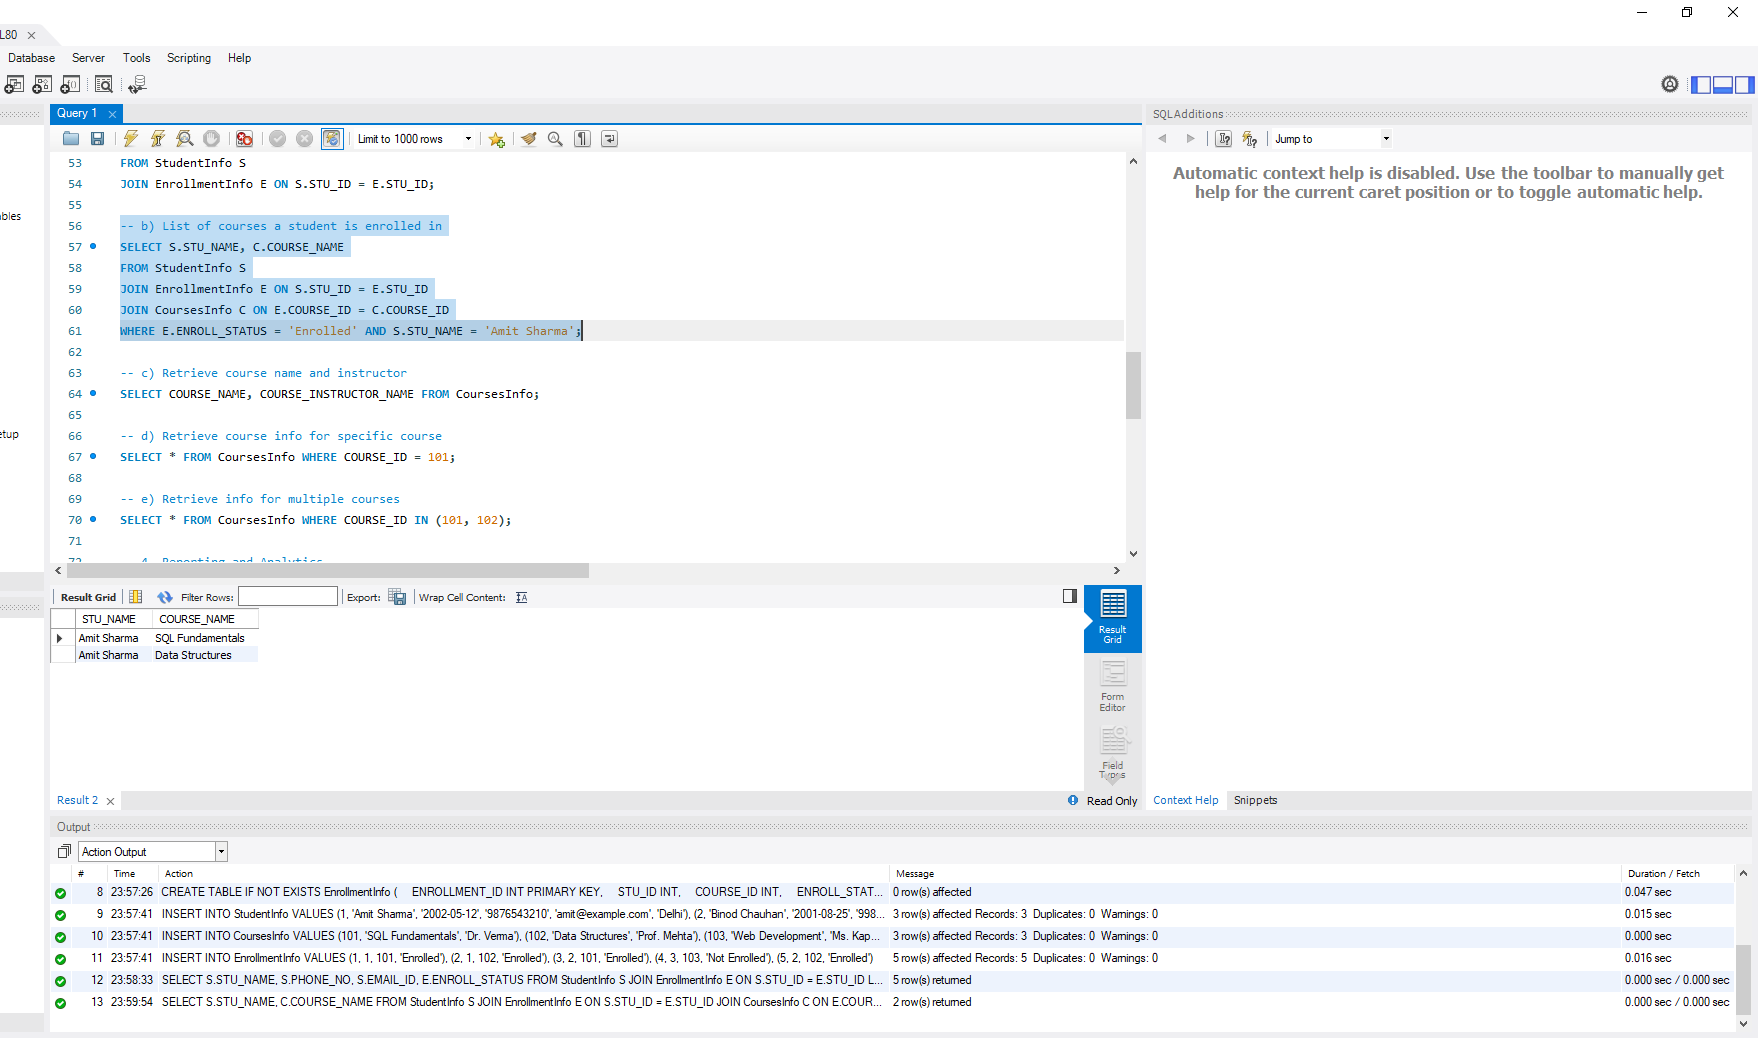 L80
Database Server Tools Scripting Help
Query 1
SQLAdditions
Limit to 1000 rows
Jump to
Automatic context help is disabled. Use the toolbar to manually get
help for the current caret position or to toggle automatic help.
ables
etup
53 FROM StudentInfo S
54 JOIN EnrollmentInfo E ON S.STU_ID = E.STU_ID;
55
56 -- b) List of courses a student is enrolled in
57 SELECT S.STU_NAME, C.COURSE_NAME
58 FROM StudentInfo S
59 JOIN EnrollmentInfo E ON S.STU_ID = E.STU_ID
60 JOIN CoursesInfo C ON E.COURSE_ID = C.COURSE_ID
61 WHERE E.ENROLL_STATUS = 'Enrolled' AND S.STU_NAME = 'Amit Sharma';
62
63 -- c) Retrieve course name and instructor
64 SELECT COURSE_NAME, COURSE_INSTRUCTOR_NAME FROM CoursesInfo;
65
66 -- d) Retrieve course info for specific course
67 SELECT * FROM CoursesInfo WHERE COURSE_ID = 101;
68
69 -- e) Retrieve info for multiple courses
70 SELECT * FROM CoursesInfo WHERE COURSE_ID IN (101, 102);
71
72 -- 4. Reporting and Analytics
Result Grid Filter Rows: Export: Wrap Cell Content:
STU_NAME COURSE_NAME
Amit Sharma SQL Fundamentals
Amit Sharma Data Structures
Result
Grid
Form
Editor
Field
Types
Result 2
Read Only
Context Help Snippets
Output
Action Output
# Time Action Message Duration / Fetch
8 23:57:26 CREATE TABLE IF NOT EXISTS EnrollmentInfo ( ENROLLMENT_ID INT PRIMARY KEY, STU_ID INT, COURSE_ID INT, ENROLL_STAT... 0 row(s) affected 0.047 sec
9 23:57:41 INSERT INTO StudentInfo VALUES (1, 'Amit Sharma', '2002-05-12', '9876543210', 'amit@example.com', 'Delhi'), (2, 'Binod Chauhan', '2001-08-25', '998... 3 row(s) affected Records: 3 Duplicates: 0 Warnings: 0 0.015 sec
10 23:57:41 INSERT INTO CoursesInfo VALUES (101, 'SQL Fundamentals', 'Dr. Verma'), (102, 'Data Structures', 'Prof. Mehta'), (103, 'Web Development', 'Ms. Kap... 3 row(s) affected Records: 3 Duplicates: 0 Warnings: 0 0.000 sec
11 23:57:41 INSERT INTO EnrollmentInfo VALUES (1, 1, 101, 'Enrolled'), (2, 1, 102, 'Enrolled'), (3, 2, 101, 'Enrolled'), (4, 3, 103, 'Not Enrolled'), (5, 2, 102, 'Enrolled') 5 row(s) affected Records: 5 Duplicates: 0 Warnings: 0 0.016 sec
12 23:58:33 SELECT S.STU_NAME, S.PHONE_NO, S.EMAIL_ID, E.ENROLL_STATUS FROM StudentInfo S JOIN EnrollmentInfo E ON S.STU_ID = E.STU_ID L... 5 row(s) returned 0.000 sec / 0.000 sec
13 23:59:54 SELECT S.STU_NAME, C.COURSE_NAME FROM StudentInfo S JOIN EnrollmentInfo E ON S.STU_ID = E.STU_ID JOIN CoursesInfo C ON E.COUR... 2 row(s) returned 0.000 sec / 0.000 sec